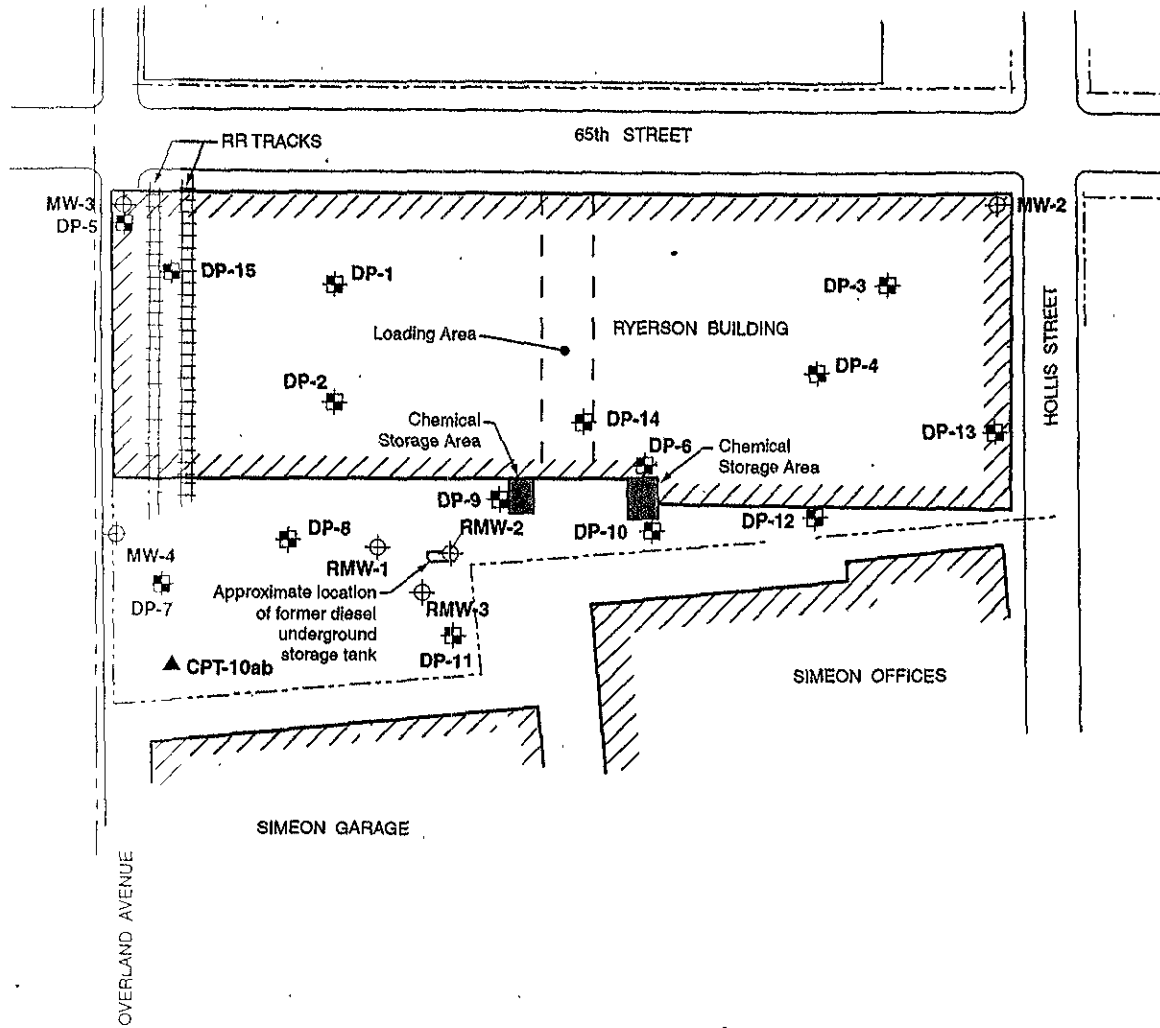 65th STREET
RR TRACKS
MW-3
DP-5
MW-2
DP-15
DP-1
DP-3
HOLLIS STREET
Loading Area
RYERSON BUILDING
DP-2
DP-4
Chemical
Storage Area
DP-14
DP-6
Chemical
Storage Area
DP-13
DP-9
DP-8
RMW-2
DP-10
DP-12
MW-4
DP-7
RMW-1
Approximate location
of former diesel
underground
storage tank
RMW-3
DP-11
CPT-10ab
SIMEON OFFICES
SIMEON GARAGE
OVERLAND AVENUE